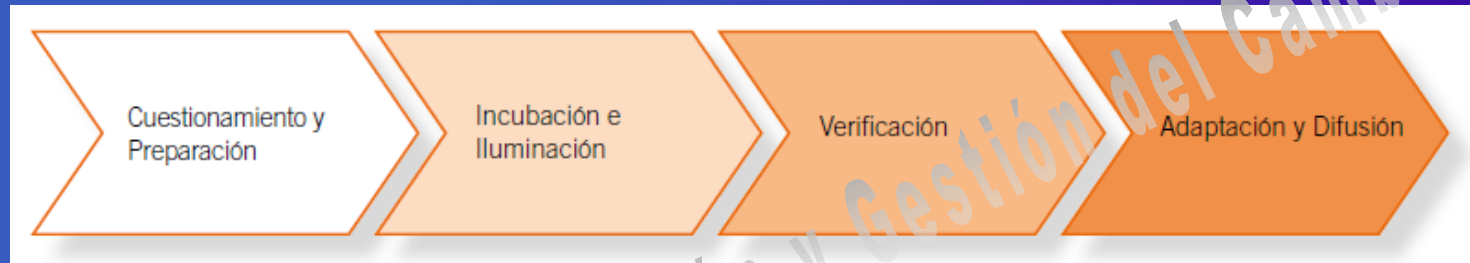 Cuestionamiento y
Preparación
Incubación e
Iluminación
Verificación
Adaptación y Difusión
y Gestión del